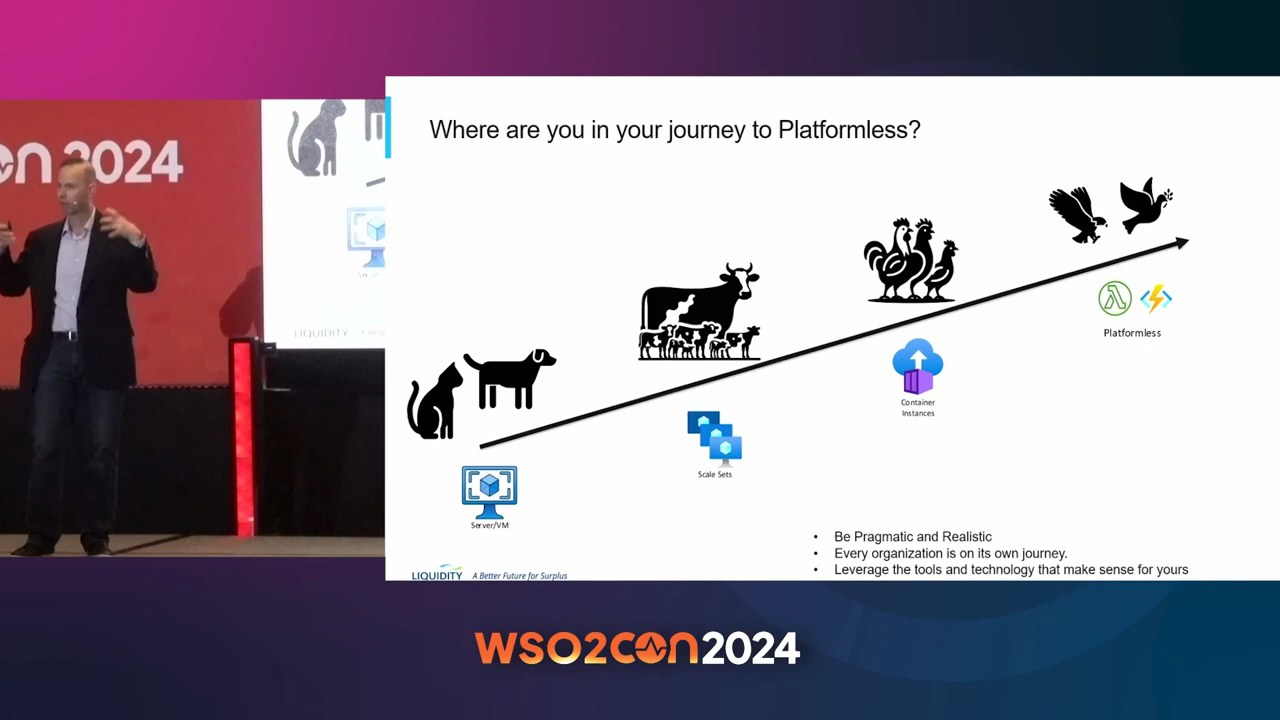 on 2024
LIQUIDITY
Where are you in your journey to Platformless?
Platformless
Container
Instances
Scale Sets
Server/VM
• Be Pragmatic and Realistic
• Every organization is on its own journey.
• Leverage the tools and technology that make sense for yours
LIQUIDITY A Better Future for Surplus
WSO2CON2024